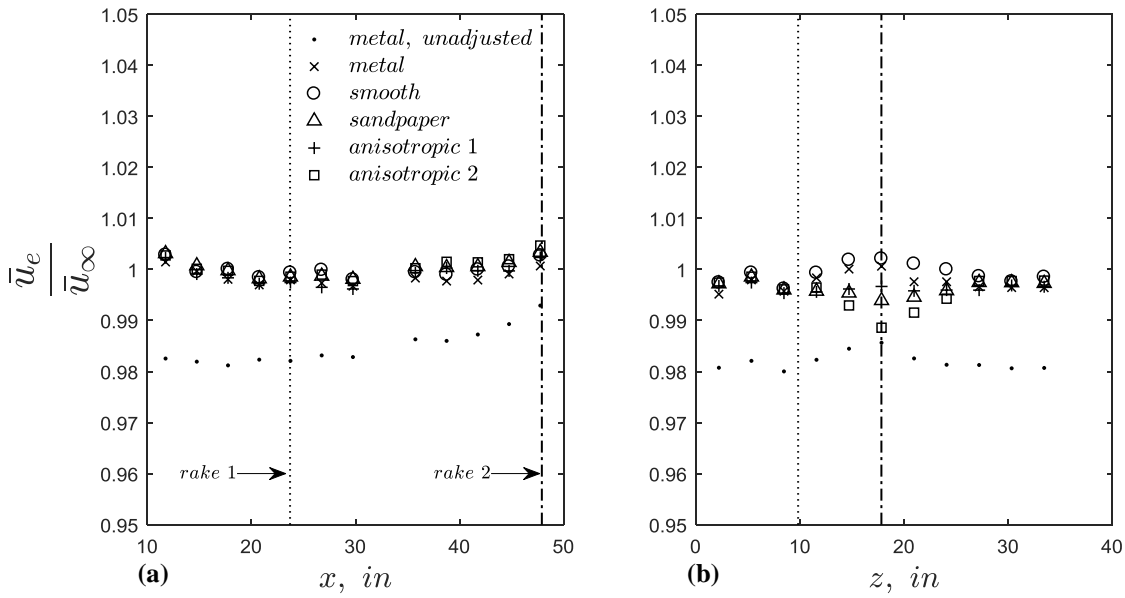 1.05
1.04
1.03
1.02
1.01
1
0.99
0.98
0.97
0.96
0.95
ū_e
ū_∞
metal, unadjusted
metal
smooth
sandpaper
anisotropic 1
anisotropic 2
rake 1
rake 2
10 20 30 40 50
(a) x, in
1.05
1.04
1.03
1.02
1.01
1
0.99
0.98
0.97
0.96
0.95
0 10 20 30 40
(b) z, in